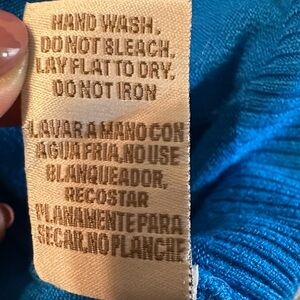 HAND WASH.
DO NOT BLEACH.
LAY FLAT TO DRY.
DO NOT IRON
LAVAR A MANO CON
AGUA FRIA, NO USE
BLANQUEADOR,
RECOSTAR
PLANAMENTE PARA
SECAR, NO PLANCHE